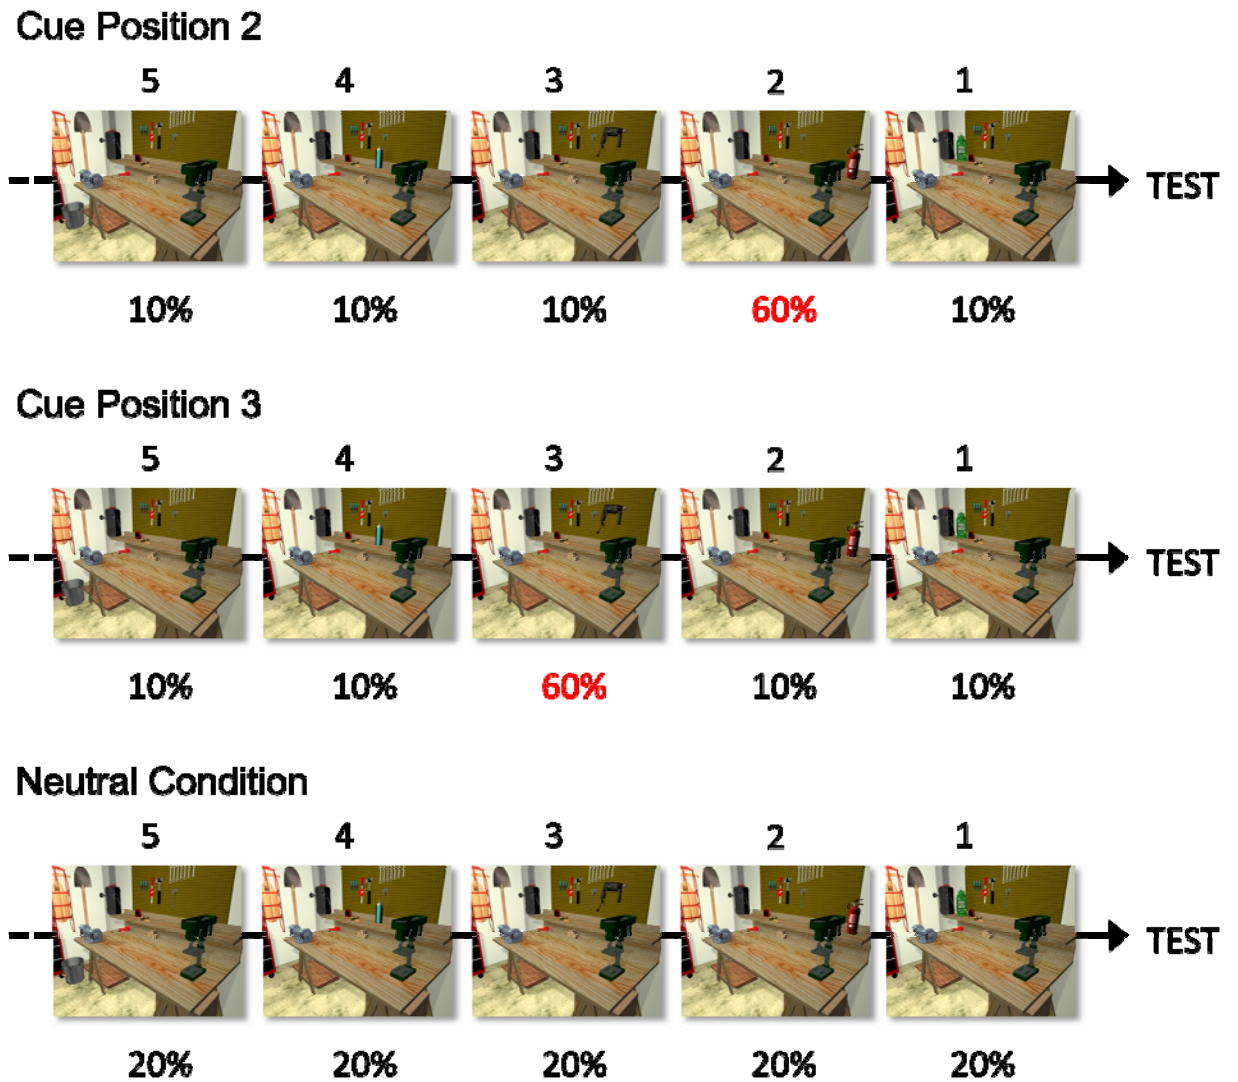 Cue Position 2
5 4 3 2 1
TEST
10% 10% 10% 60% 10%
Cue Position 3
5 4 3 2 1
TEST
10% 10% 60% 10% 10%
Neutral Condition
5 4 3 2 1
TEST
20% 20% 20% 20% 20%